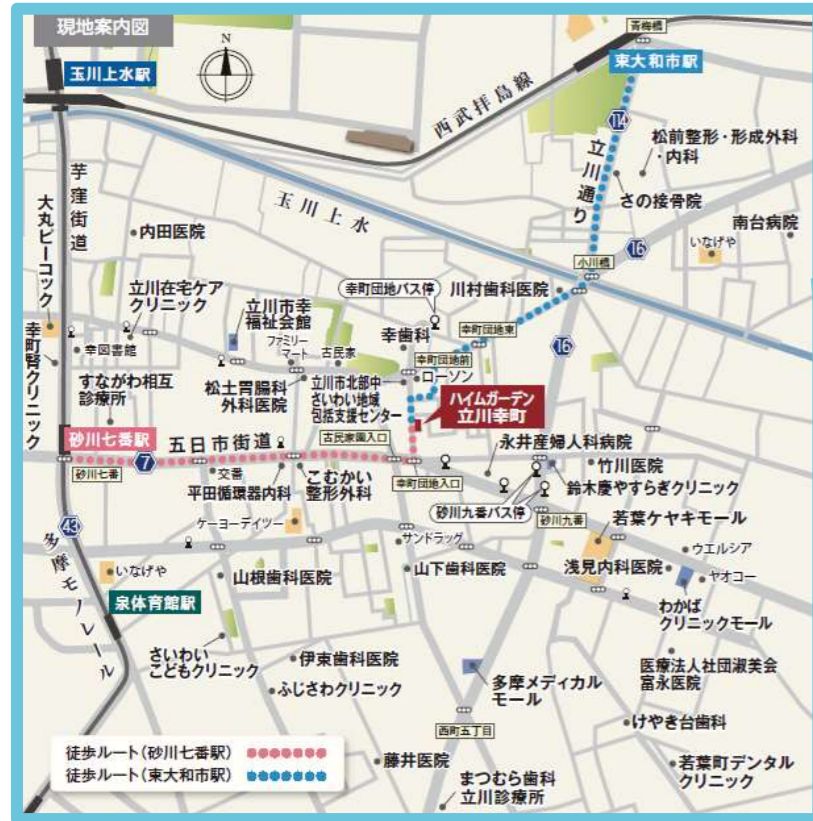 現地案内図
N
青梅橋
玉川上水駅
東大和市駅
西武拝島線
114
立川通り
松前整形・形成外科
・内科
さの接骨院
芋窪街道
大丸ピーコック
玉川上水
内田医院
16
南台病院
いなげや
小川橋
立川在宅ケア
クリニック
立川市幸
福祉会館
幸町団地バス停
川村歯科医院
幸町団地東
16
幸歯科
幸町団地前
ファミリー
マート
古民家
幸図書館
幸町腎クリニック
すながわ相互
診療所
松土胃腸科
外科医院
立川市北部中
さいわい地域
包括支援センター
ローソン
ハイムガーデン
立川幸町
砂川七番駅
五日市街道
古民家園入口
永井産婦人科病院
砂川七番
7
交番
平田循環器内科
こむかい
整形外科
幸町団地入口
竹川医院
鈴木慶やすらぎクリニック
砂川九番バス停
砂川九番
43
ケーヨーデイツー
若葉ケヤキモール
サンドラッグ
ウエルシア
多摩モノレール
いなげや
山根歯科医院
山下歯科医院
浅見内科医院
ヤオコー
泉体育館駅
わかば
クリニックモール
さいわい
こどもクリニック
伊東歯科医院
ふじさわクリニック
多摩メディカル
モール
医療法人社団淑美会
富永医院
西町五丁目
けやき台歯科
徒歩ルート(砂川七番駅)
徒歩ルート(東大和市駅)
藤井医院
まつむら歯科
立川診療所
若葉町デンタル
クリニック